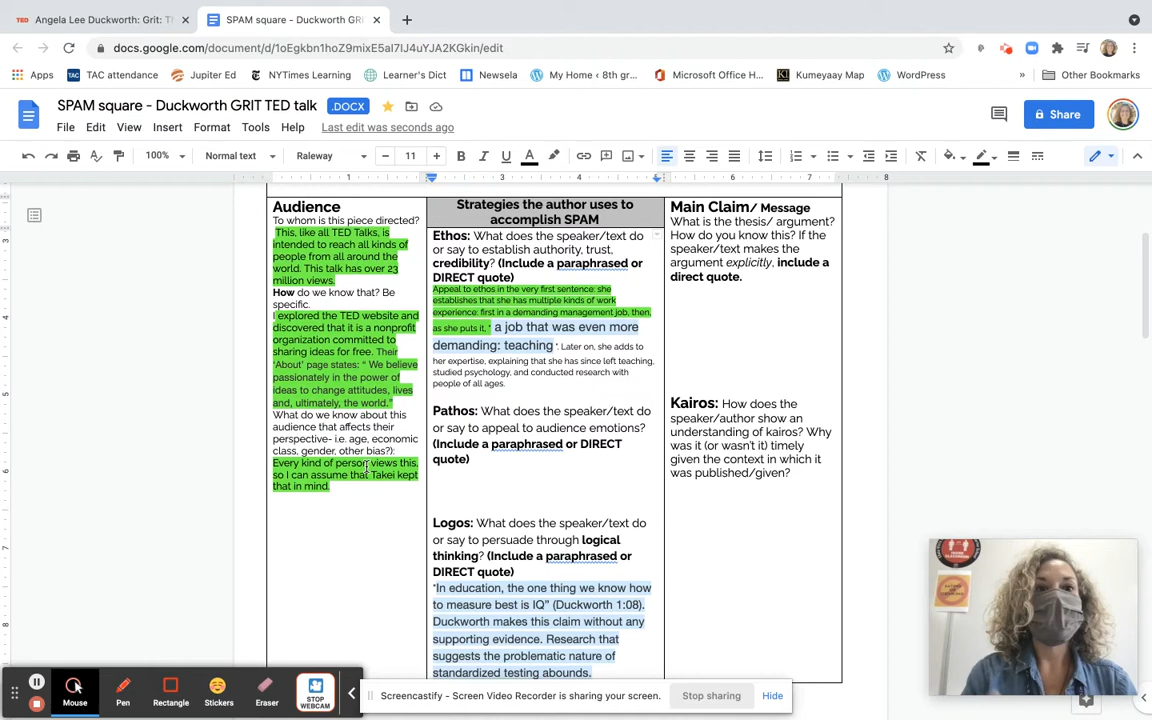 Angela Lee Duckworth: Grit: T
SPAM square - Duckworth GRI
docs.google.com/document/d/1oEgkbn1hoZ9mixE5al7IJ4uYJA2KGkin/edit
Apps
TAC attendance
Jupiter Ed
NYTimes Learning
Learner's Dict
Newsela
My Home ‹ 8th gr...
Microsoft Office H...
Kumeyaay Map
WordPress
»
Other Bookmarks
SPAM square - Duckworth GRIT TED talk
.DOCX
File Edit View Insert Format Tools Help Last edit was seconds ago
Share
100% Normal text Raleway 11
1 3 4 5 6 7 8
Audience
To whom is this piece directed?
This, like all TED Talks, is
intended to reach all kinds of
people from all around the
world. This talk has over 23
million views.
How do we know that? Be
specific.
I explored the TED website and
discovered that it is a nonprofit
organization committed to
sharing ideas for free. Their
'About' page states: " We believe
passionately in the power of
ideas to change attitudes, lives
and, ultimately, the world."
What do we know about this
audience that affects their
perspective- i.e. age, economic
class, gender, other bias?):
Every kind of person views this,
so I can assume that Takei kept
that in mind.
Strategies the author uses to
accomplish SPAM
Ethos: What does the speaker/text do
or say to establish authority, trust,
credibility? (Include a paraphrased or
DIRECT quote)
Appeal to ethos in the very first sentence: she
establishes that she has multiple kinds of work
experience: first in a demanding management job, then,
as she puts it, " a job that was even more
demanding: teaching ". Later on, she adds to
her expertise, explaining that she has since left teaching,
studied psychology, and conducted research with
people of all ages.
Pathos: What does the speaker/text do
or say to appeal to audience emotions?
(Include a paraphrased or DIRECT
quote)
Logos: What does the speaker/text do
or say to persuade through logical
thinking? (Include a paraphrased or
DIRECT quote)
"In education, the one thing we know how
to measure best is IQ" (Duckworth 1:08).
Duckworth makes this claim without any
supporting evidence. Research that
suggests the problematic nature of
standardized testing abounds.
Main Claim/ Message
What is the thesis/ argument?
How do you know this? If the
speaker/text makes the
argument explicitly, include a
direct quote.
Kairos: How does the
speaker/author show an
understanding of kairos? Why
was it (or wasn't it) timely
given the context in which it
was published/given?
Mouse
Pen
Rectangle
Stickers
Eraser
STOP
WEBCAM
Screencastify - Screen Video Recorder is sharing your screen.
Stop sharing
Hide